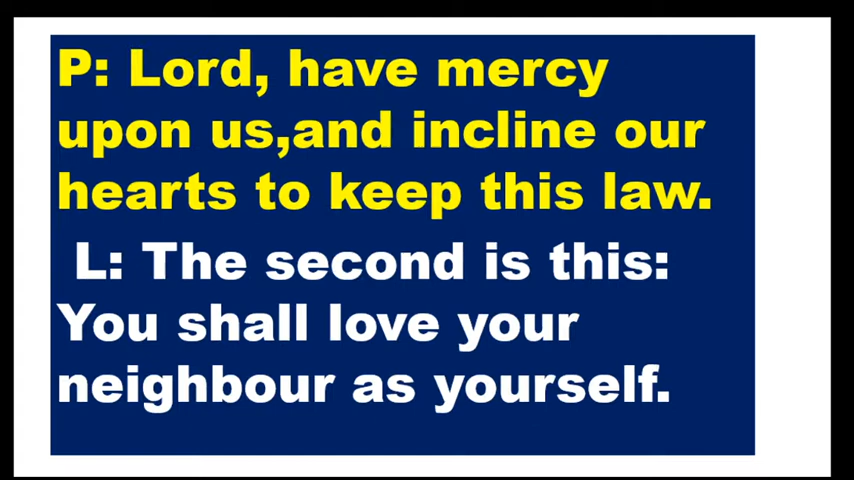 P: Lord, have mercy
upon us,and incline our
hearts to keep this law.
L: The second is this:
You shall love your
neighbour as yourself.